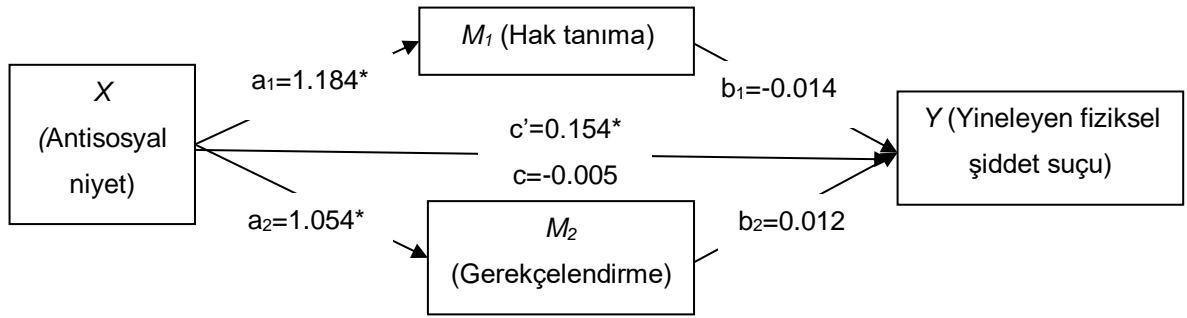 M₁ (Hak tanıma)
X
(Antisosyal
niyet)
a₁=1.184*
b₁=-0.014
c’=0.154*
c=-0.005
Y (Yineleyen fiziksel
şiddet suçu)
a₂=1.054*
b₂=0.012
M₂
(Gerekçelendirme)